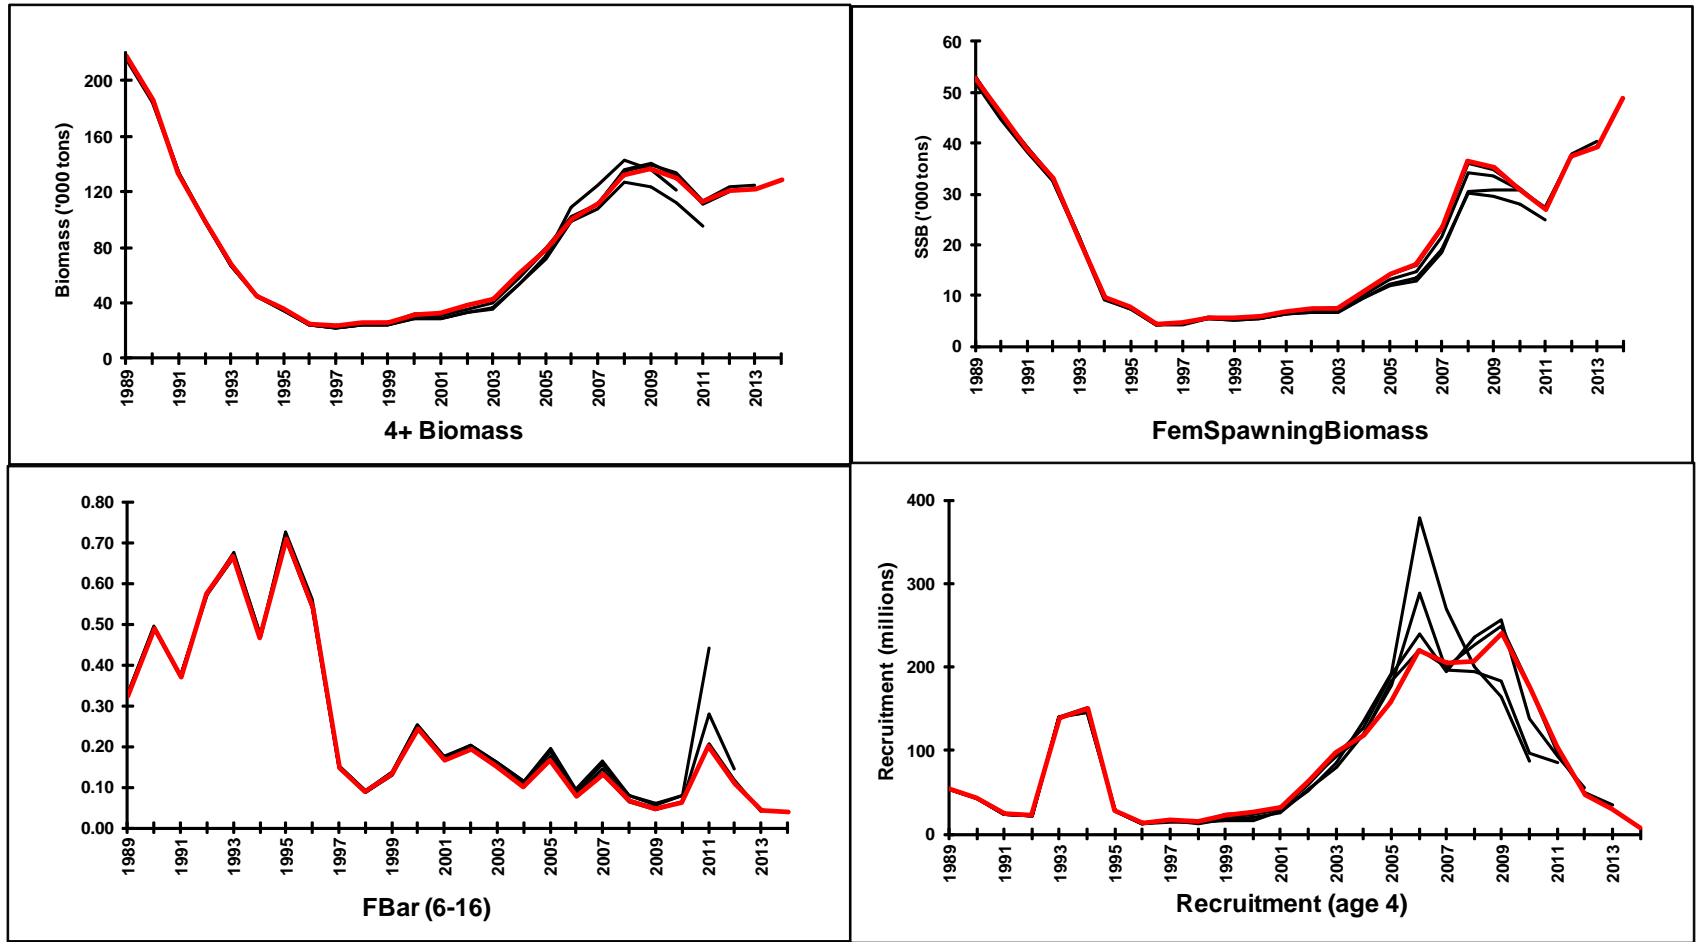 Biomass ('000 tons)
200
160
120
80
40
0
1989 1991 1993 1995 1997 1999 2001 2003 2005 2007 2009 2011 2013
4+ Biomass
SSB ('000 tons)
60
50
40
30
20
10
0
1989 1991 1993 1995 1997 1999 2001 2003 2005 2007 2009 2011 2013
FemSpawningBiomass
0.80
0.70
0.60
0.50
0.40
0.30
0.20
0.10
0.00
1989 1991 1993 1995 1997 1999 2001 2003 2005 2007 2009 2011 2013
FBar (6-16)
Recruitment (millions)
400
300
200
100
0
1989 1991 1993 1995 1997 1999 2001 2003 2005 2007 2009 2011 2013
Recruitment (age 4)